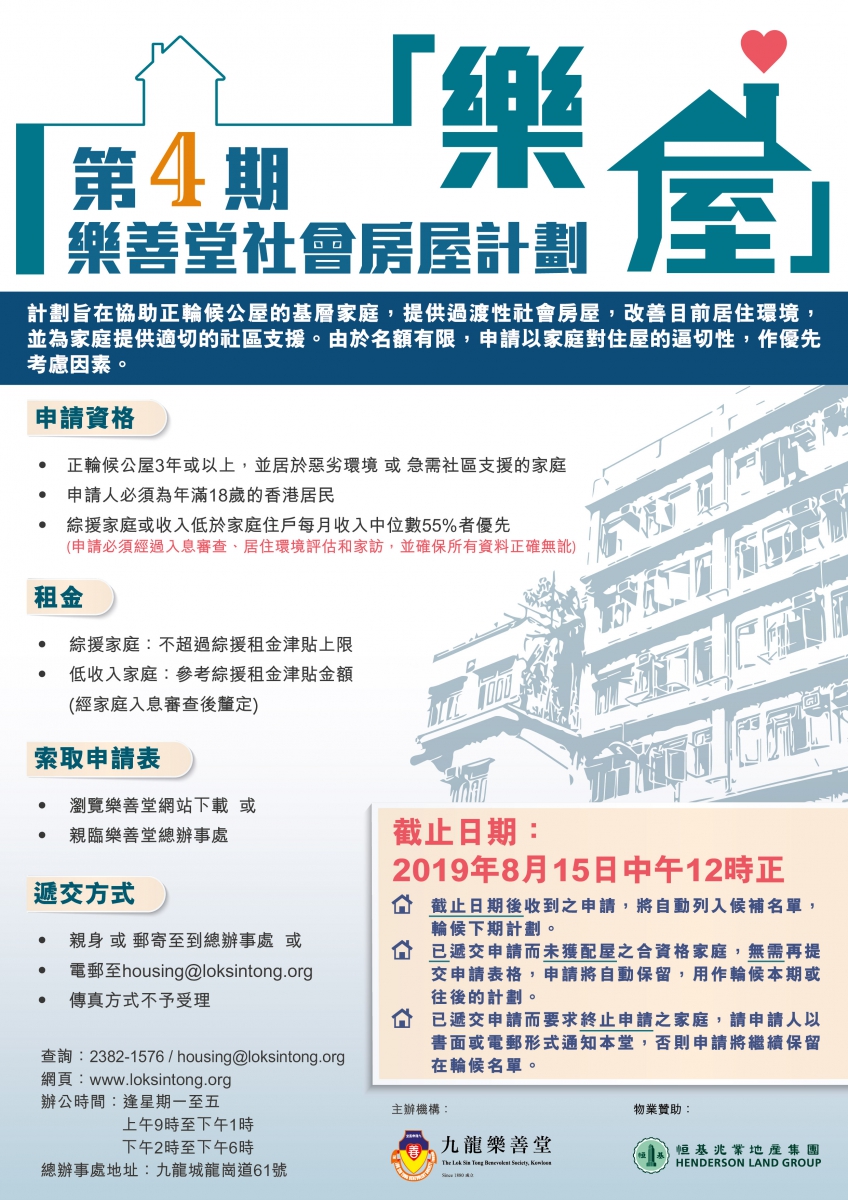 「樂屋」
第4期
樂善堂社會房屋計劃
計劃旨在協助正輪候公屋的基層家庭，提供過渡性社會房屋，改善目前居住環境，
並為家庭提供適切的社區支援。由於名額有限，申請以家庭對住屋的逼切性，作優先
考慮因素。
申請資格
• 正輪候公屋3年或以上，並居於惡劣環境 或 急需社區支援的家庭
• 申請人必須為年滿18歲的香港居民
• 綜援家庭或收入低於家庭住戶每月收入中位數55%者優先
(申請必須經過入息審查、居住環境評估和家訪，並確保所有資料正確無訛)
租金
• 綜援家庭：不超過綜援租金津貼上限
• 低收入家庭：參考綜援租金津貼金額
(經家庭入息審查後釐定)
索取申請表
• 瀏覽樂善堂網站下載 或
• 親臨樂善堂總辦事處
遞交方式
• 親身 或 郵寄至到總辦事處 或
• 電郵至housing@loksintong.org
• 傳真方式不予受理
查詢：2382-1576 / housing@loksintong.org
網頁：www.loksintong.org
辦公時間：逢星期一至五
上午9時至下午1時
下午2時至下午6時
總辦事處地址：九龍城龍崗道61號
截止日期：
2019年8月15日中午12時正
截止日期後收到之申請，將自動列入候補名單，
輪候下期計劃。
已遞交申請而未獲配屋之合資格家庭，無需再提
交申請表格，申請將自動保留，用作輪候本期或
往後的計劃。
已遞交申請而要求終止申請之家庭，請申請人以
書面或電郵形式通知本堂，否則申請將繼續保留
在輪候名單。
主辦機構：
九龍樂善堂
The Lok Sin Tong Benevolent Society, Kowloon
Since 1880 成立
物業贊助：
恒基
恒基兆業地產集團
HENDERSON LAND GROUP